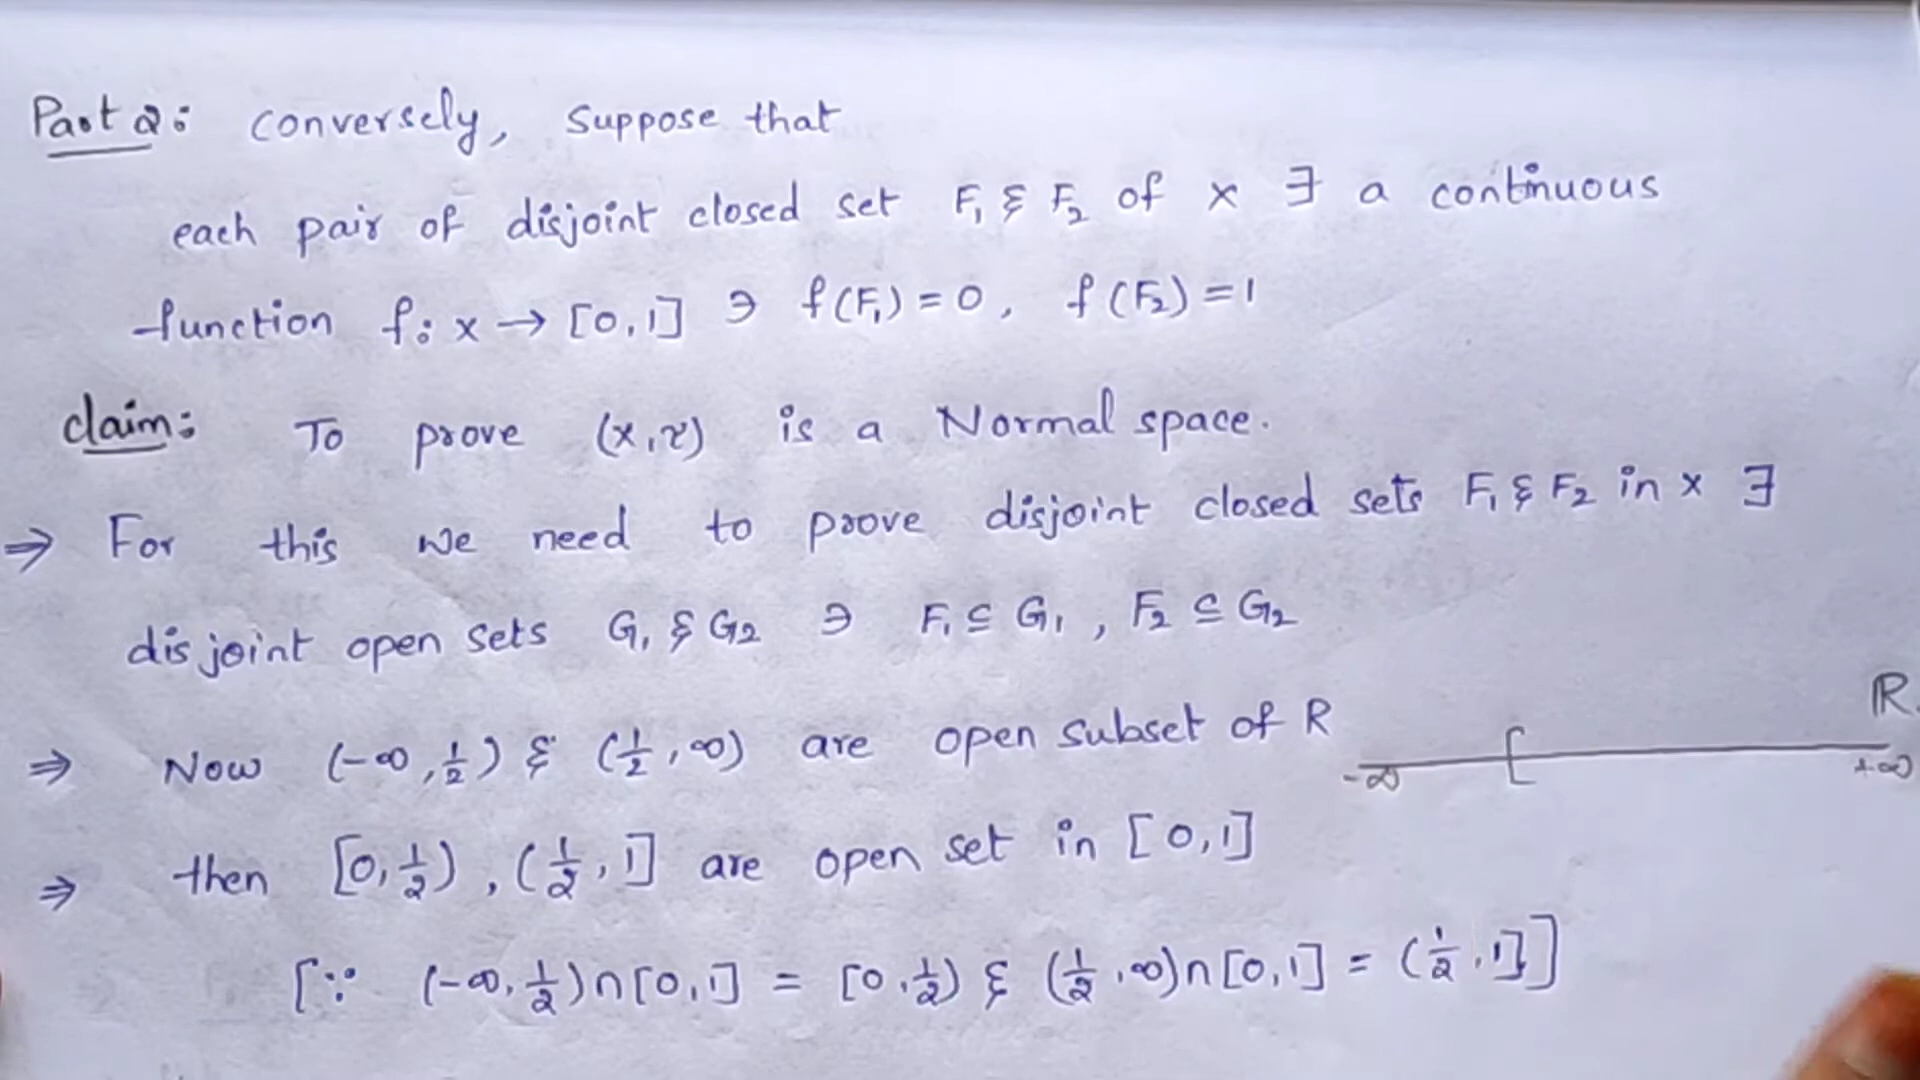 Part 2: conversely, suppose that
each pair of disjoint closed set F₁ & F₂ of x ∃ a continuous
function f: x → [0,1] ∋ f(F₁) = 0, f(F₂) = 1
claim: To prove (x,τ) is a Normal space.
⇒ For this we need to prove disjoint closed sets F₁ & F₂ in x ∃
disjoint open sets G₁ & G₂ ∋ F₁ ⊆ G₁, F₂ ⊆ G₂
⇒ Now (-∞, 1/2) & (1/2, ∞) are open subset of R
ℝ.
-∞ [ +∞
⇒ then [0, 1/2), (1/2, 1] are open set in [0,1]
[∵ (-∞, 1/2) ∩ [0,1] = [0, 1/2) & (1/2, ∞) ∩ [0,1] = (1/2, 1]]